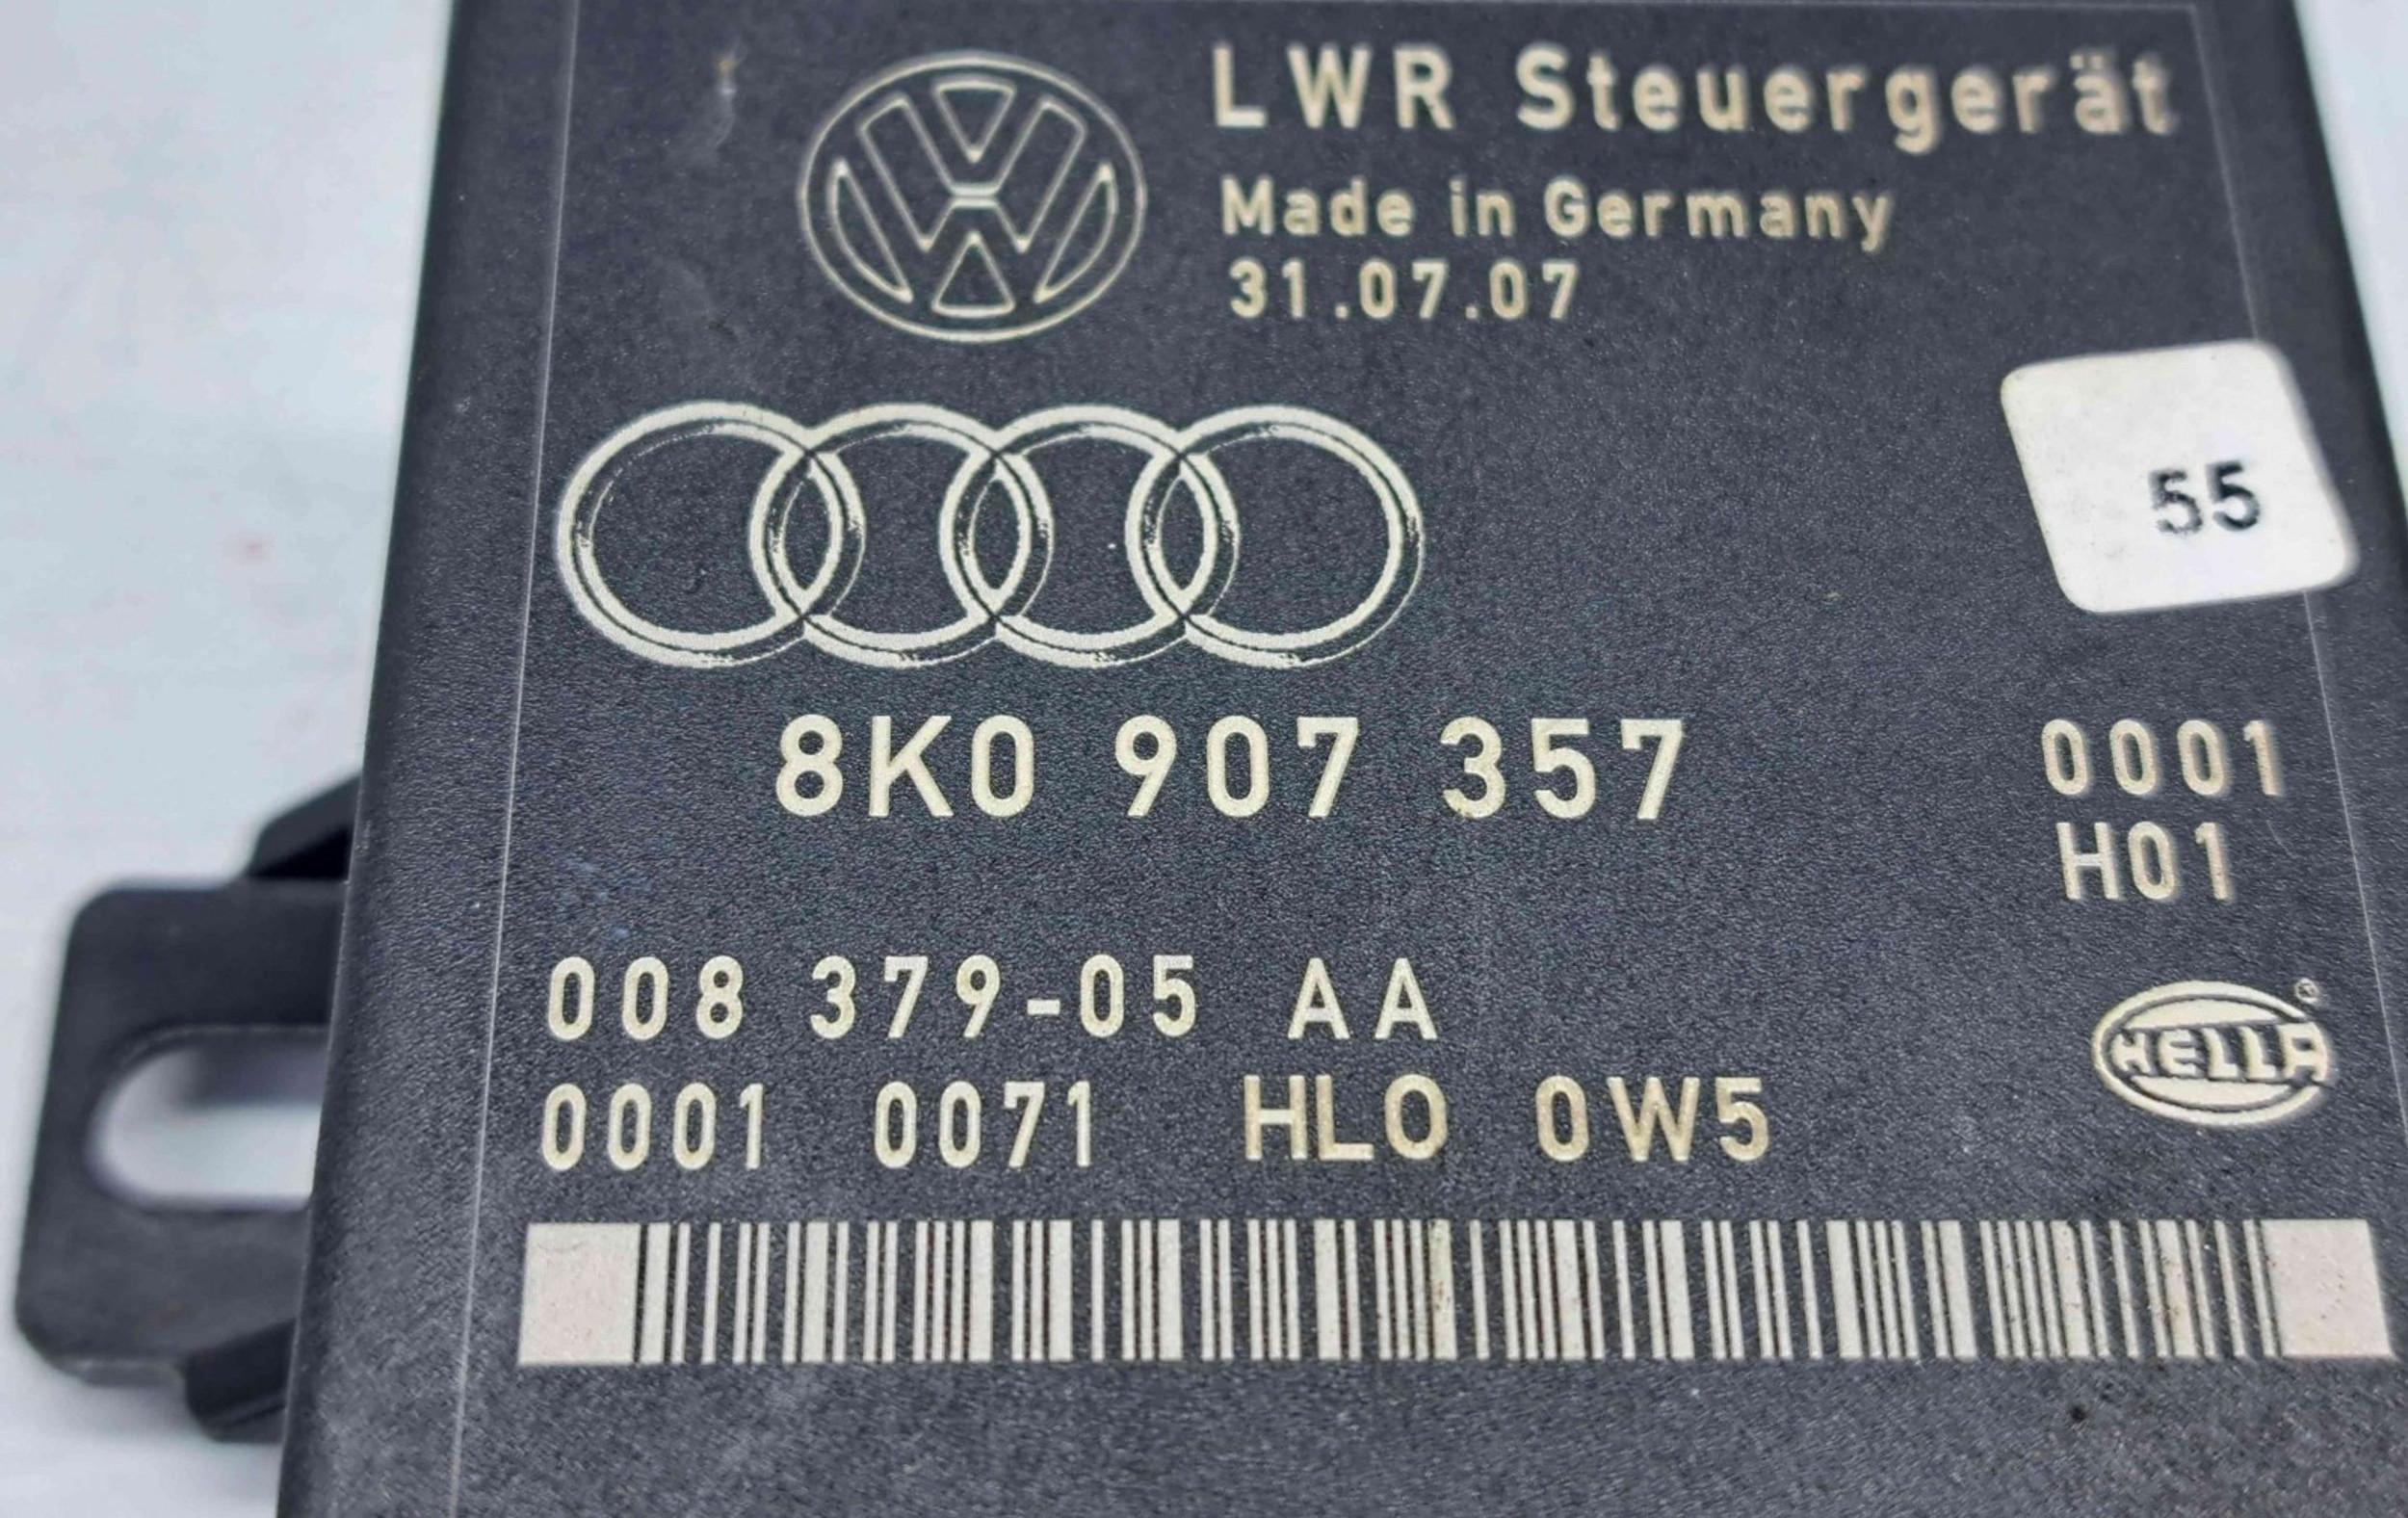 LWR Steuergerät
Made in Germany
31.07.07
55
8K0 907 357
0001
H01
008 379-05 AA
HELLA®
0001 0071 HLO 0W5